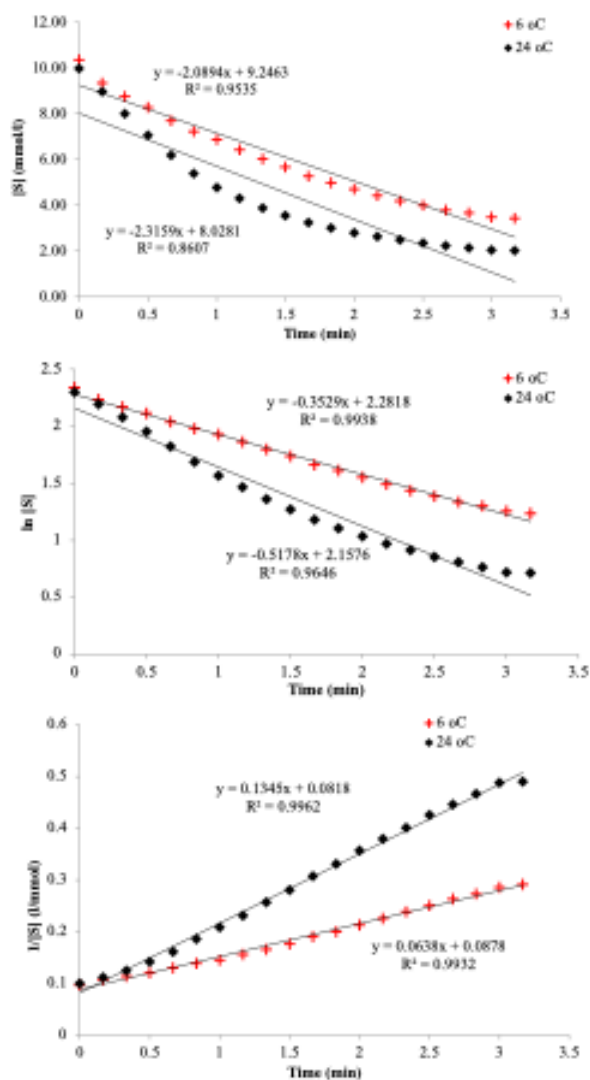 12.00
10.00
8.00
6.00
4.00
2.00
0.00
[S] (mmol/l)
6 oC
24 oC
y = -2.0894x + 9.2463
R² = 0.9535
y = -2.3159x + 8.0281
R² = 0.8607
0 0.5 1 1.5 2 2.5 3 3.5
Time (min)
2.5
2
1.5
1
0.5
0
ln [S]
6 oC
24 oC
y = -0.3529x + 2.2818
R² = 0.9938
y = -0.5178x + 2.1576
R² = 0.9646
0 0.5 1 1.5 2 2.5 3 3.5
Time (min)
0.6
0.5
0.4
0.3
0.2
0.1
0
1/[S] (l/mmol)
6 oC
24 oC
y = 0.1345x + 0.0818
R² = 0.9962
y = 0.0638x + 0.0878
R² = 0.9932
0 0.5 1 1.5 2 2.5 3 3.5
Time (min)